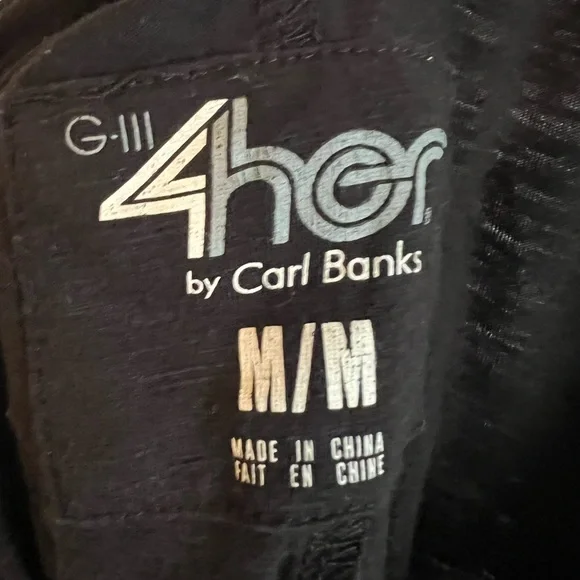 G-III 4her
by Carl Banks
M/M
MADE IN CHINA
FAIT EN CHINE